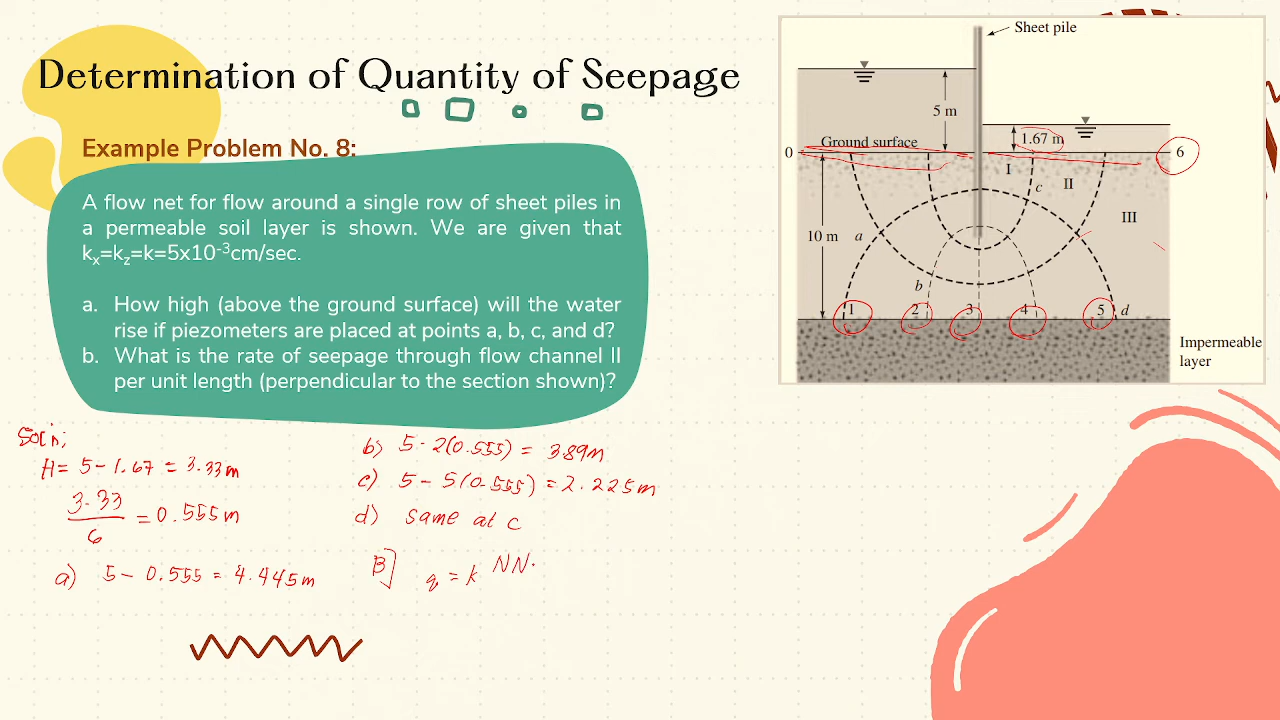 Determination of Quantity of Seepage
Example Problem No. 8:
A flow net for flow around a single row of sheet piles in
a permeable soil layer is shown. We are given that
kx=kz=k=5x10-3cm/sec.
a. How high (above the ground surface) will the water
rise if piezometers are placed at points a, b, c, and d?
b. What is the rate of seepage through flow channel II
per unit length (perpendicular to the section shown)?
Sheet pile
5 m
1.67 m
Ground surface
0
6
I
c
II
III
10 m
a
b
1
2
3
4
5
d
Impermeable
layer
Soc'n;
H = 5 - 1.67 = 3.33 m
3.33
6
= 0.555 m
a) 5 - 0.555 = 4.445 m
b) 5 - 2(0.555) = 3.89 m
c) 5 - 5(0.555) = 2.225 m
d) same at c
B]
q = k NN.